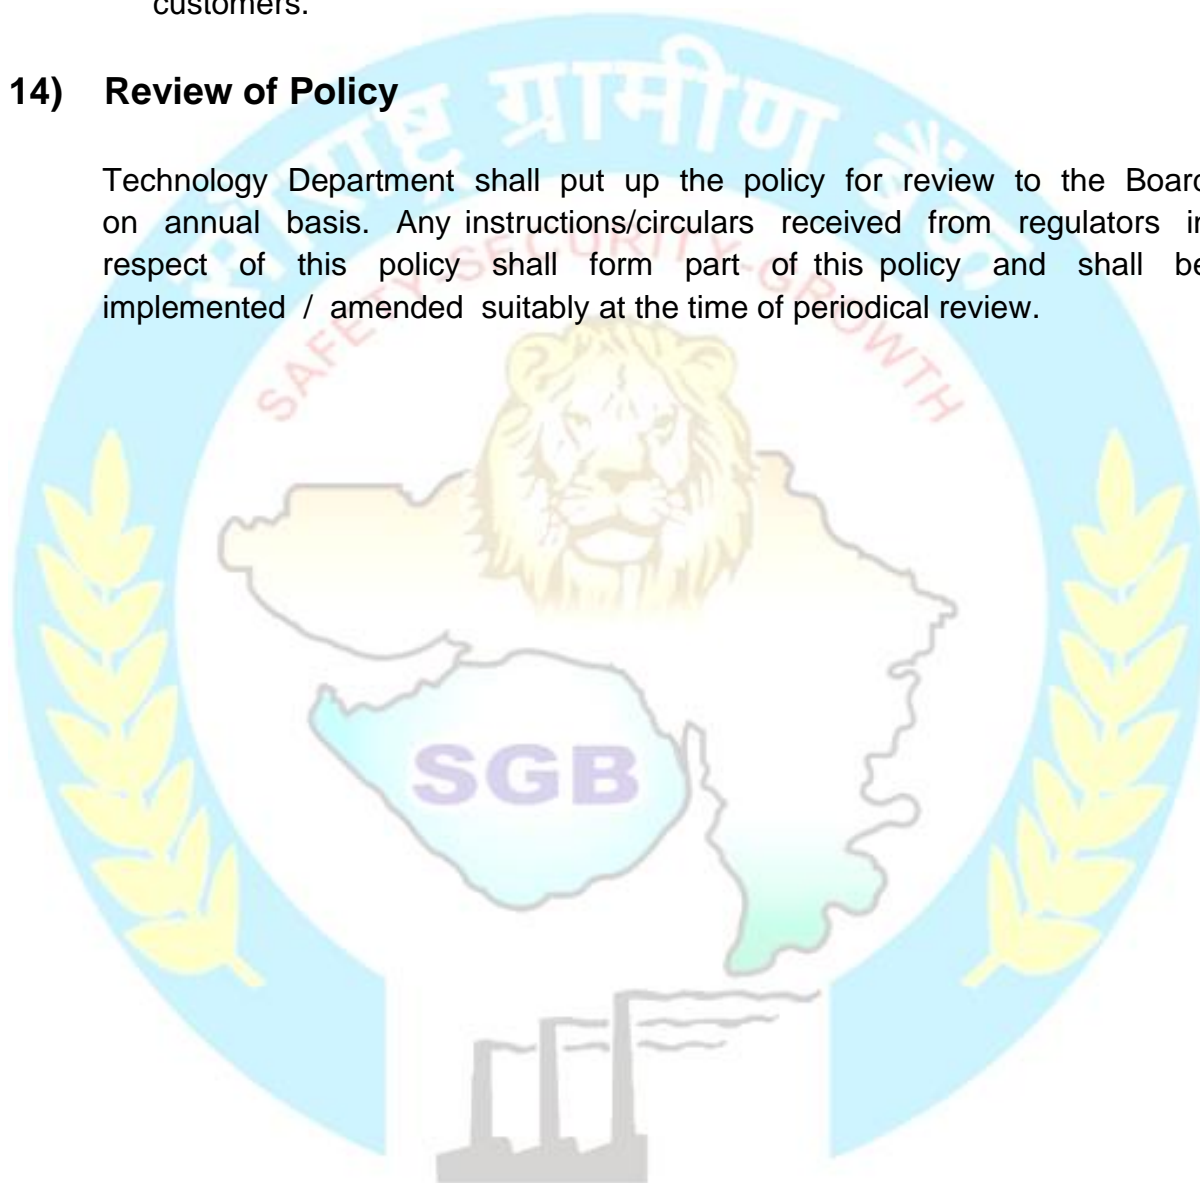 customers.
14) Review of Policy
Technology Department shall put up the policy for review to the Board
on annual basis. Any instructions/circulars received from regulators in
respect of this policy shall form part of this policy and shall be
implemented / amended suitably at the time of periodical review.
सौराष्ट्र ग्रामीण बैंक
SAFETY-SECURITY-GROWTH
SGB